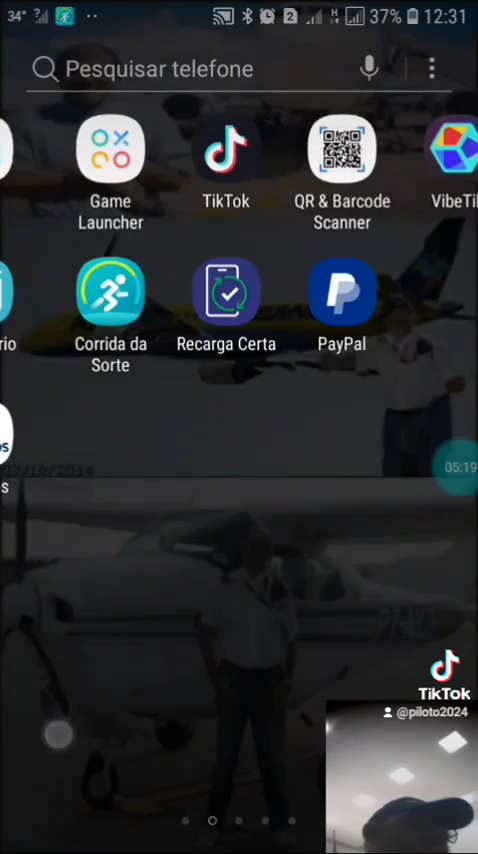 34°
37%
12:31
Pesquisar telefone
Game
Launcher
TikTok
QR & Barcode
Scanner
Corrida da
Sorte
Recarga Certa
PayPal
05:19
TikTok
@piloto2024